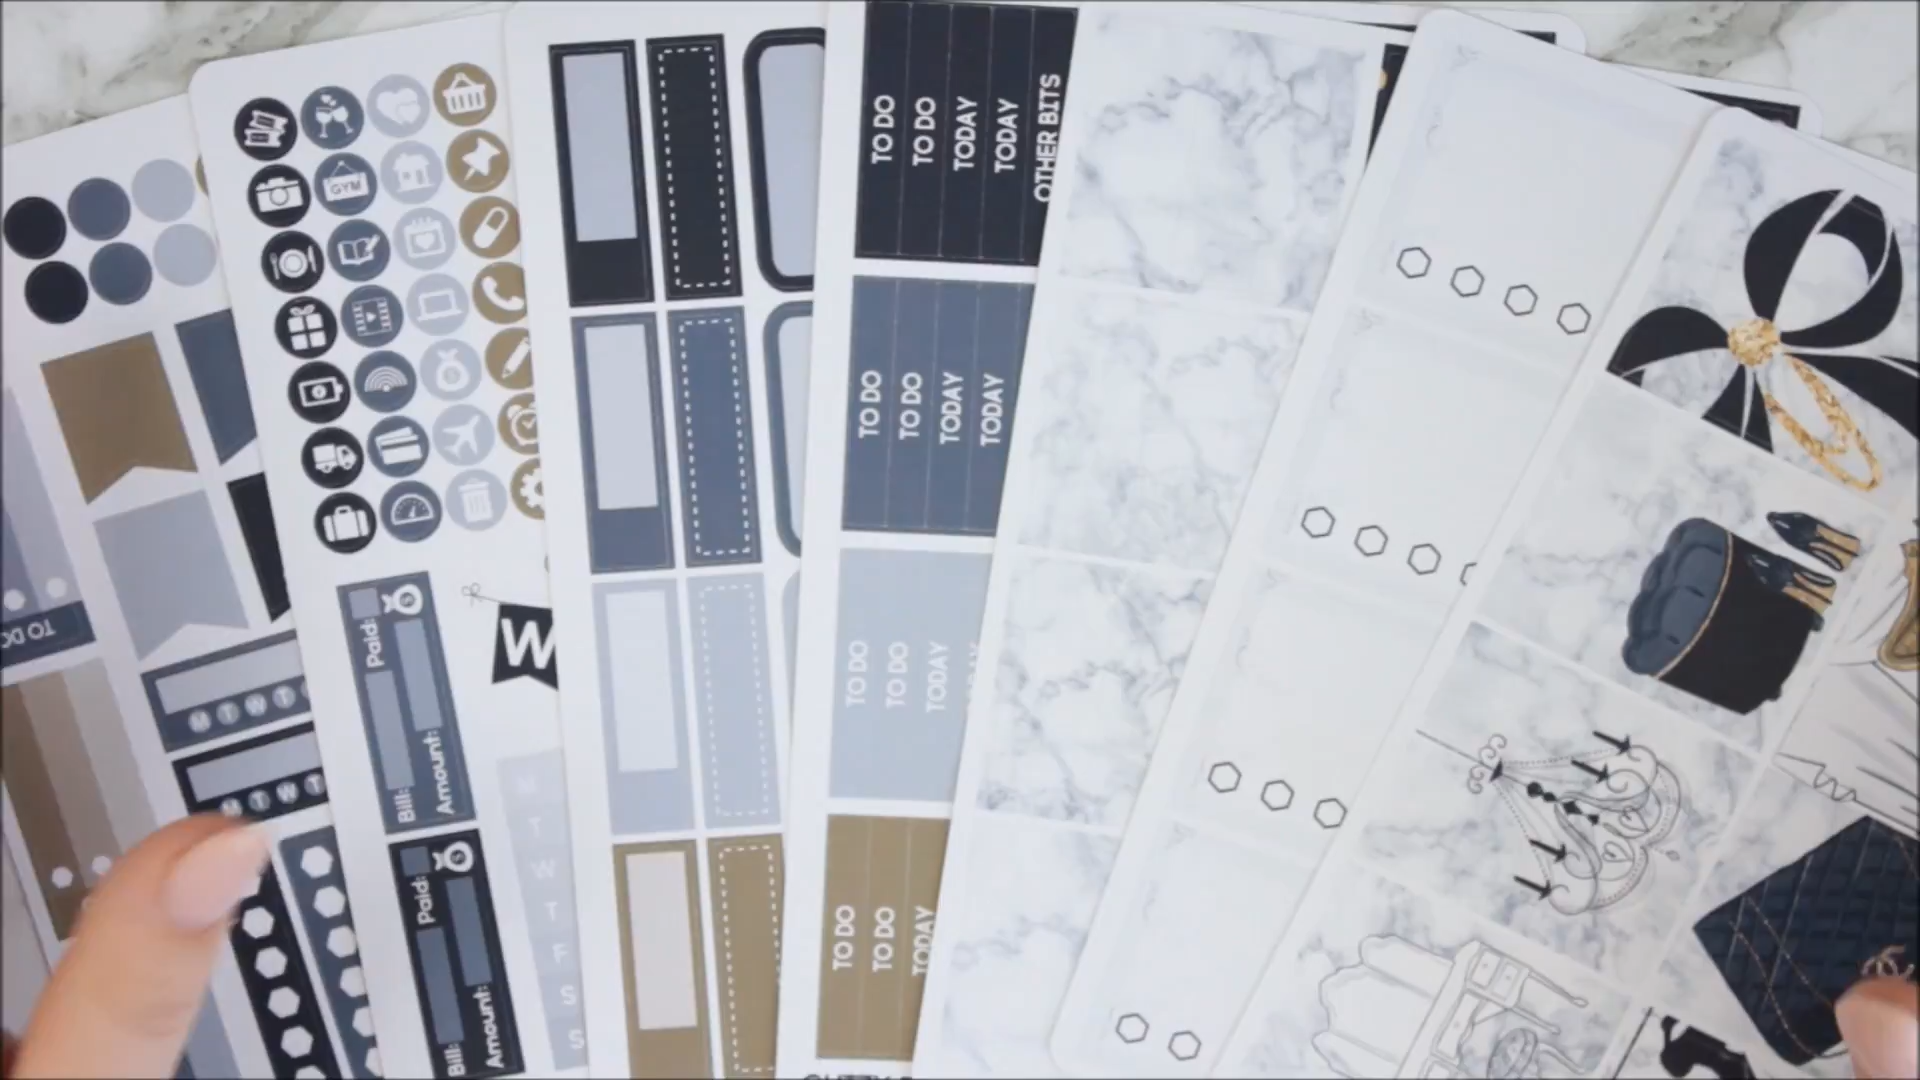 TO DO
M T W T
M T W T
GYM
Paid:
Bill:
Amount:
Paid:
Bill:
Amount:
W
T
W
T
F
S
S
TO DO
TO DO
TODAY
TODAY
OTHER BITS
TO DO
TO DO
TODAY
TODAY
TO DO
TO DO
TODAY
TO DO
TO DO
TODAY